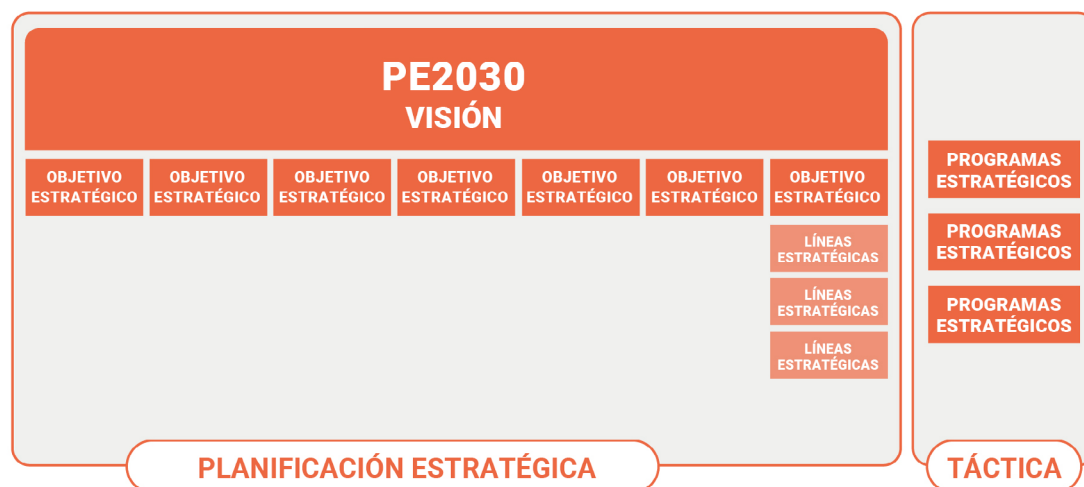 PE2030
VISIÓN
OBJETIVO
ESTRATÉGICO
OBJETIVO
ESTRATÉGICO
OBJETIVO
ESTRATÉGICO
OBJETIVO
ESTRATÉGICO
OBJETIVO
ESTRATÉGICO
OBJETIVO
ESTRATÉGICO
OBJETIVO
ESTRATÉGICO
LÍNEAS
ESTRATÉGICAS
LÍNEAS
ESTRATÉGICAS
LÍNEAS
ESTRATÉGICAS
PLANIFICACIÓN ESTRATÉGICA
PROGRAMAS
ESTRATÉGICOS
PROGRAMAS
ESTRATÉGICOS
PROGRAMAS
ESTRATÉGICOS
TÁCTICA